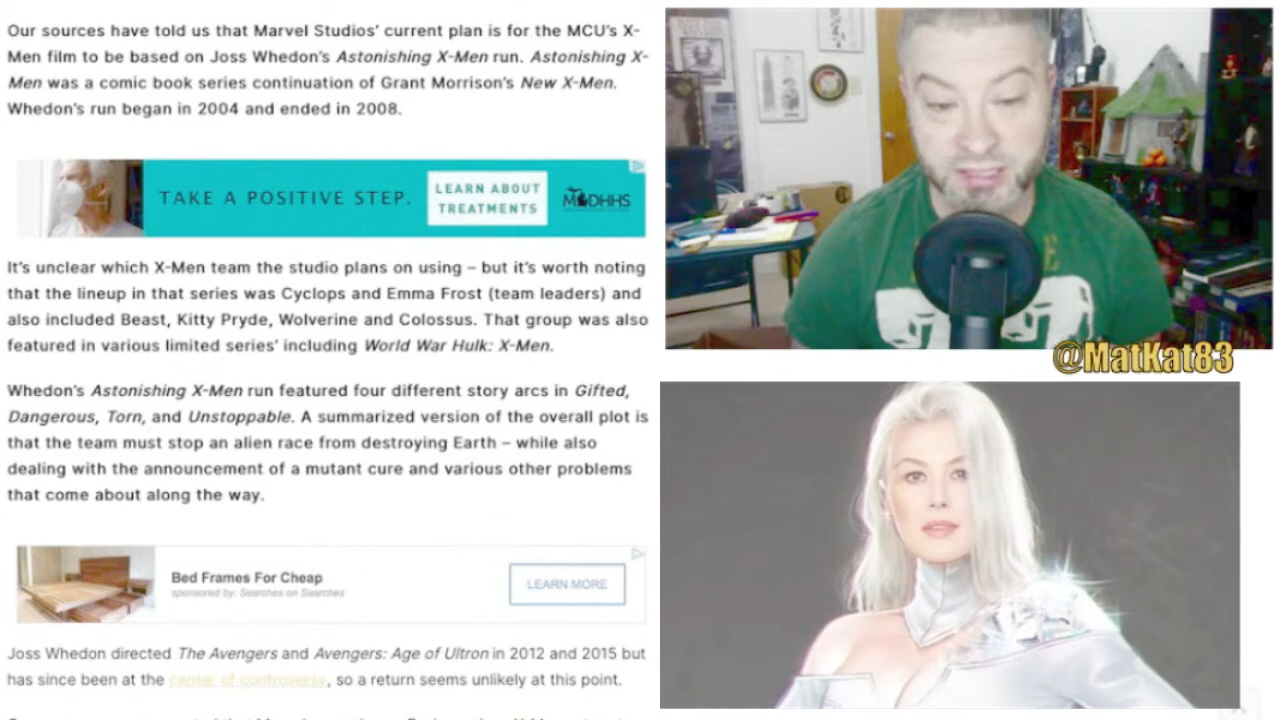 Our sources have told us that Marvel Studios' current plan is for the MCU's X-
Men film to be based on Joss Whedon's Astonishing X-Men run. Astonishing X-
Men was a comic book series continuation of Grant Morrison's New X-Men.
Whedon's run began in 2004 and ended in 2008.
TAKE A POSITIVE STEP.
LEARN ABOUT
TREATMENTS
MDHHS
It's unclear which X-Men team the studio plans on using – but it's worth noting
that the lineup in that series was Cyclops and Emma Frost (team leaders) and
also included Beast, Kitty Pryde, Wolverine and Colossus. That group was also
featured in various limited series' including World War Hulk: X-Men.
Whedon's Astonishing X-Men run featured four different story arcs in Gifted,
Dangerous, Torn, and Unstoppable. A summarized version of the overall plot is
that the team must stop an alien race from destroying Earth – while also
dealing with the announcement of a mutant cure and various other problems
that come about along the way.
Bed Frames For Cheap
sponsored by: Searches on Searches
LEARN MORE
Joss Whedon directed The Avengers and Avengers: Age of Ultron in 2012 and 2015 but
has since been at the center of controversy, so a return seems unlikely at this point.
@MatKat83